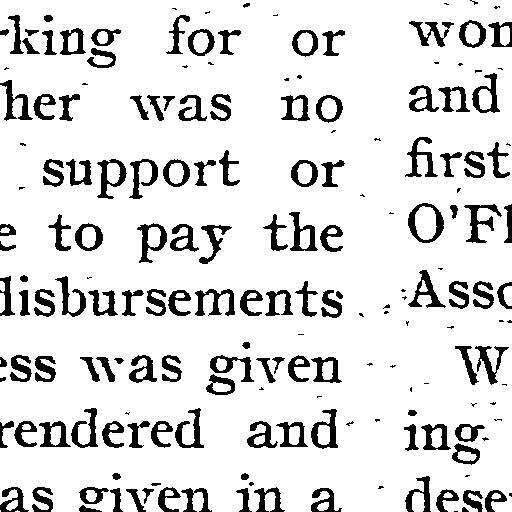 rking for or
her was no
support or
e to pay the
disbursements
ess was given
rendered and
as given in a
won
and
first
O'Fl
Asso
W
ing
dese